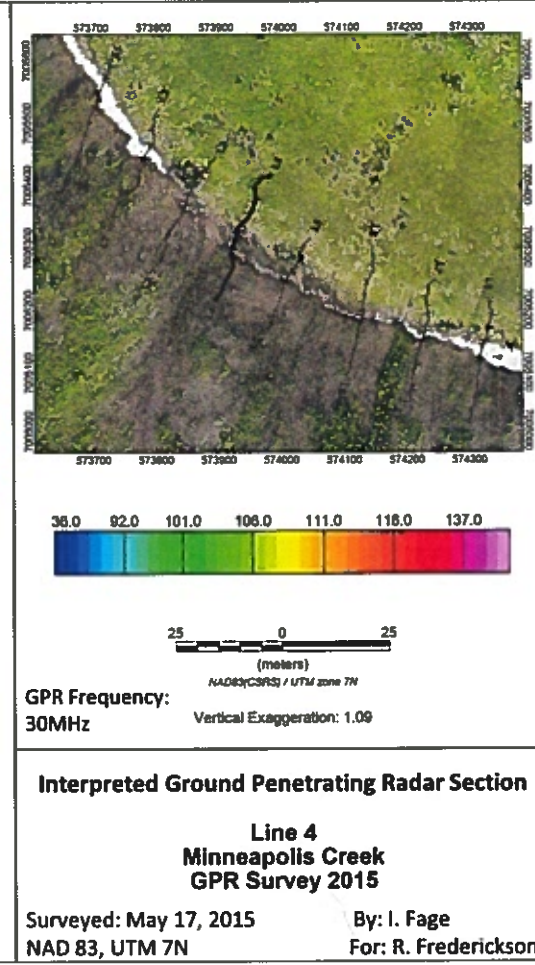 573700 573800 573900 574000 574100 574200 574300
573700 573800 573900 574000 574100 574200 574300
36.0 92.0 101.0 106.0 111.0 116.0 137.0
25 0 25
(meters)
NAD83(CSRS) / UTM zone 7N
GPR Frequency:
30MHz
Vertical Exaggeration: 1.09
Interpreted Ground Penetrating Radar Section
Line 4
Minneapolis Creek
GPR Survey 2015
Surveyed: May 17, 2015
By: I. Fage
NAD 83, UTM 7N
For: R. Frederickson